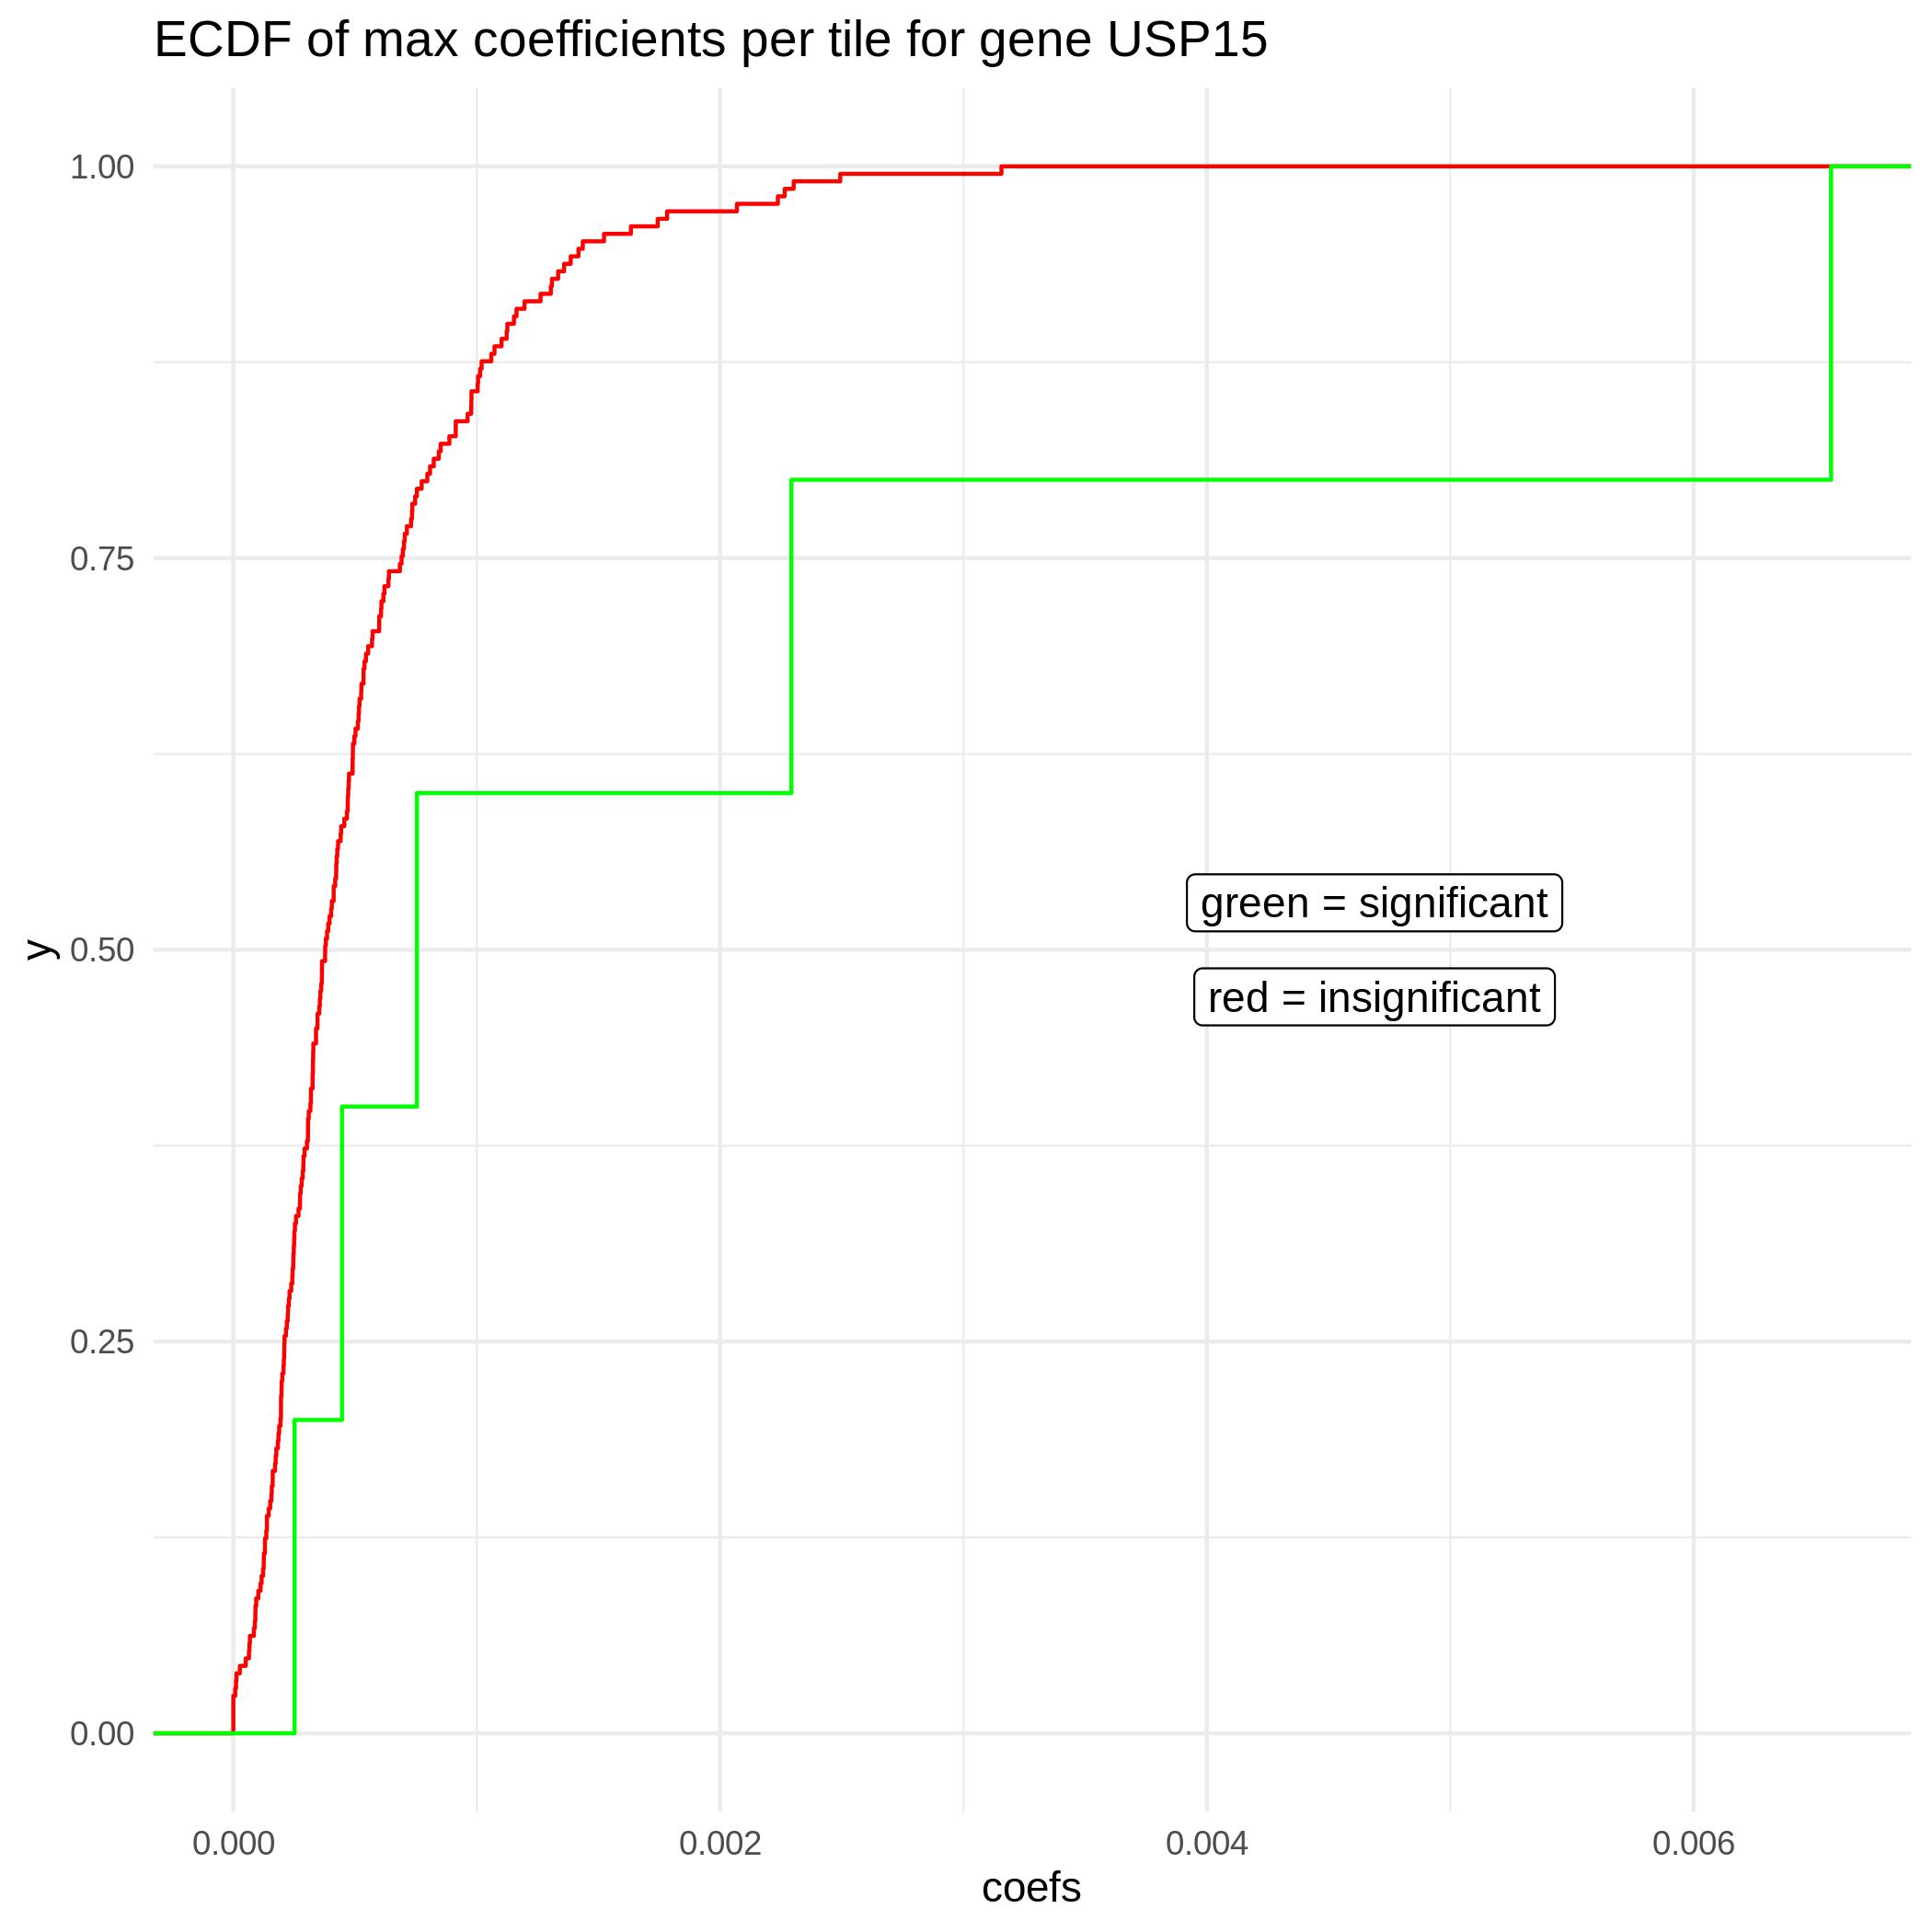 ECDF of max coefficients per tile for gene USP15
1.00
0.75
0.50
0.25
0.00
y
green = significant
red = insignificant
0.000 0.002 0.004 0.006
coefs